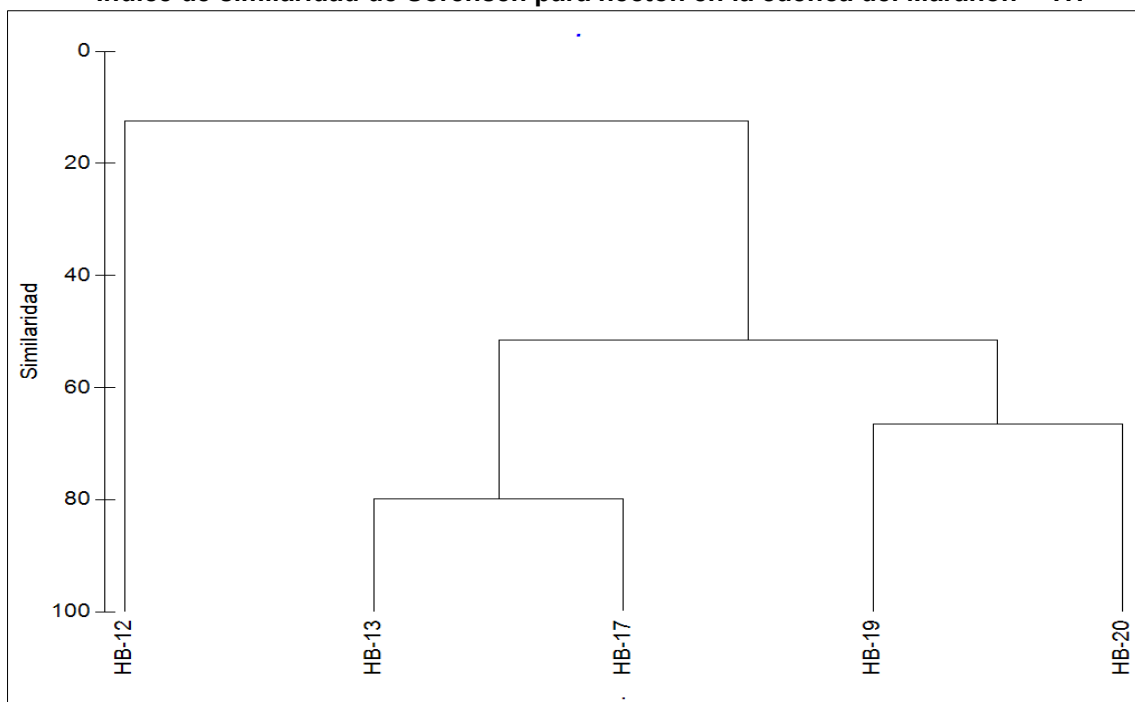 Índice de similaridad de Sorensen para necton en la cuenca del Marañón –
0
20
40
60
80
100
Similaridad
HB-12
HB-13
HB-17
HB-19
HB-20